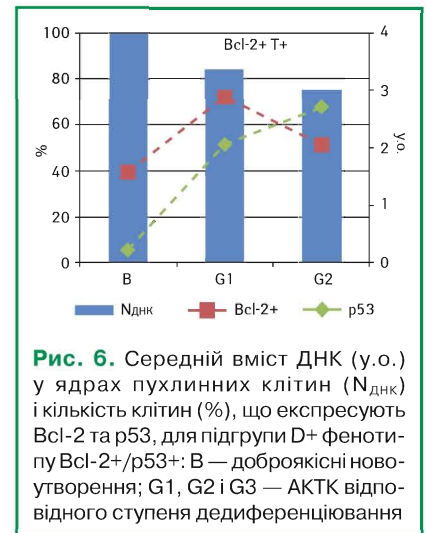 Bcl-2+ T+
100
80
60
40
20
0
%
4
3
2
1
0
у.о.
B G1 G2
Nднк Bcl-2+ p53
Рис. 6. Середній вміст ДНК (у.о.)
у ядрах пухлинних клітин (Nднк)
і кількість клітин (%), що експресують
Bcl-2 та p53, для підгрупи D+ феноти-
пу Bcl-2+/p53+: В — доброякісні ново-
утворення; G1, G2 і G3 — АКТК відпо-
відного ступеня дедиференціювання